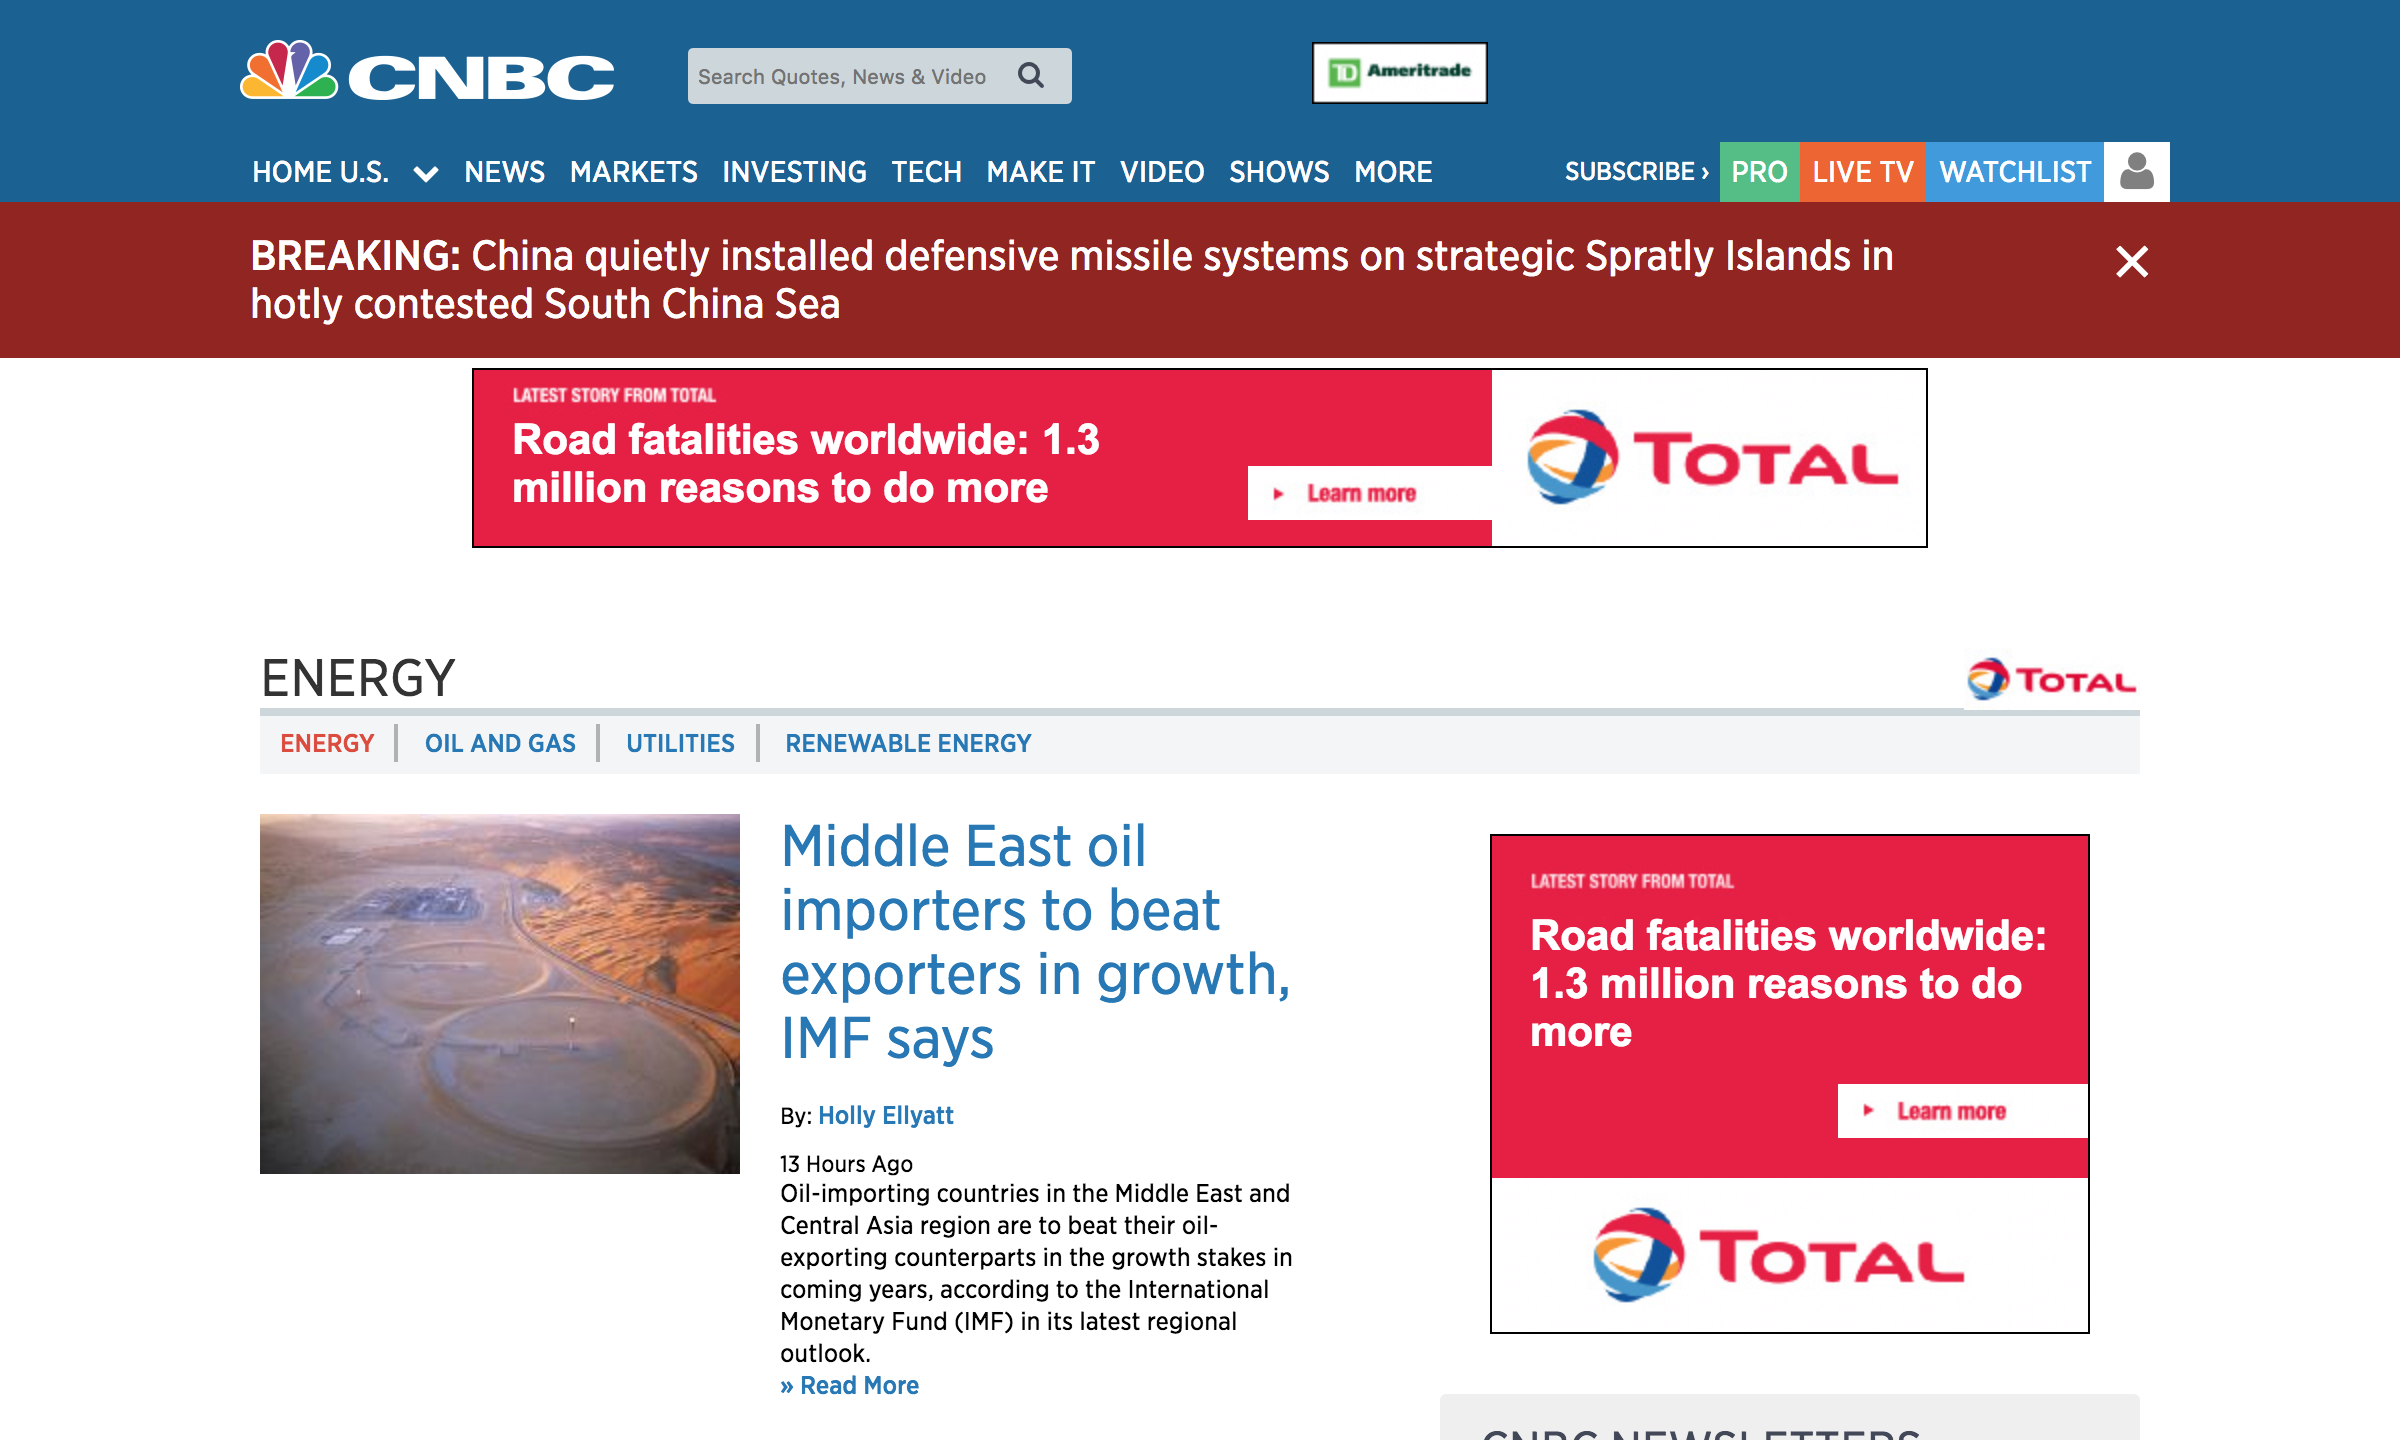 CNBC
Search Quotes, News & Video
TD Ameritrade
HOME U.S. NEWS MARKETS INVESTING TECH MAKE IT VIDEO SHOWS MORE SUBSCRIBE › PRO LIVE TV WATCHLIST
BREAKING: China quietly installed defensive missile systems on strategic Spratly Islands in
hotly contested South China Sea
LATEST STORY FROM TOTAL
Road fatalities worldwide: 1.3
million reasons to do more
Learn more
TOTAL
ENERGY
TOTAL
ENERGY OIL AND GAS UTILITIES RENEWABLE ENERGY
Middle East oil
importers to beat
exporters in growth,
IMF says
By: Holly Ellyatt
13 Hours Ago
Oil-importing countries in the Middle East and
Central Asia region are to beat their oil-
exporting counterparts in the growth stakes in
coming years, according to the International
Monetary Fund (IMF) in its latest regional
outlook.
» Read More
LATEST STORY FROM TOTAL
Road fatalities worldwide:
1.3 million reasons to do
more
Learn more
TOTAL
CNBC NEWSLETTERS